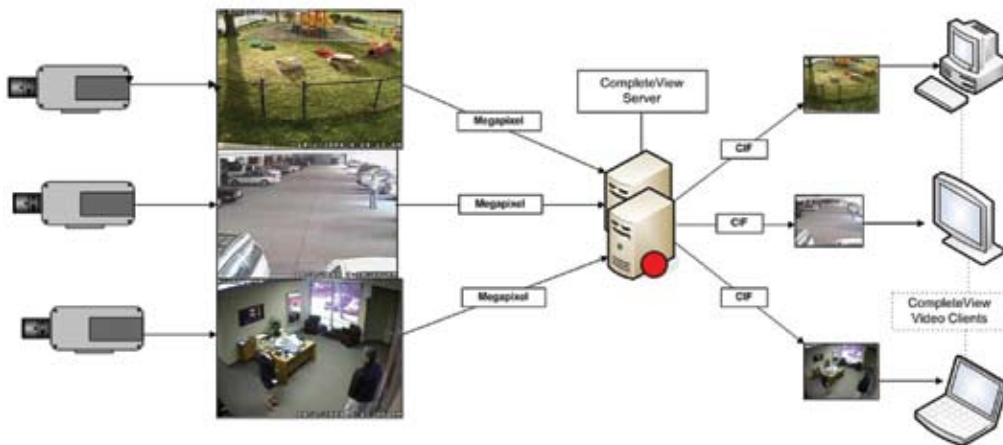 CompleteView
Server
Megapixel
Megapixel
Megapixel
CIF
CIF
CIF
CompleteView
Video Clients